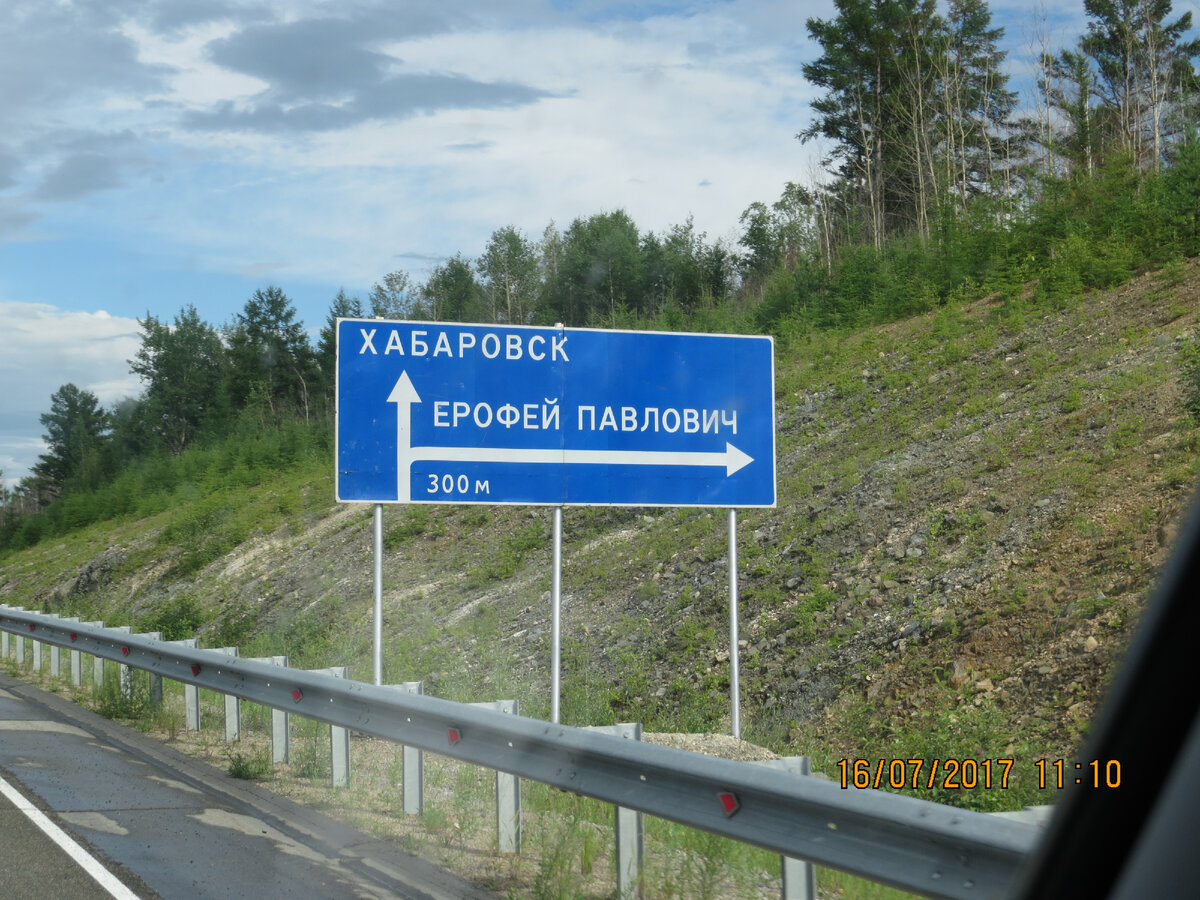 ХАБАРОВСК
ЕРОФЕЙ ПАВЛОВИЧ
300 м
16/07/2017 11:10